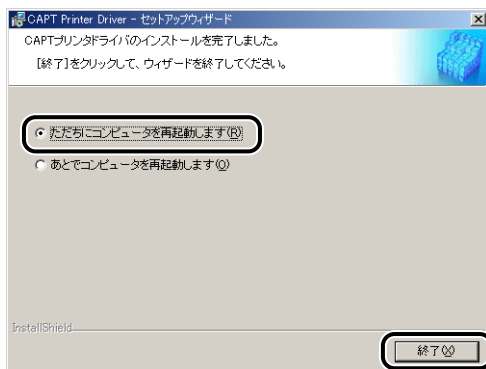 CAPT Printer Driver - セットアップウィザード
CAPTプリンタドライバのインストールを完了しました。
[終了]をクリックして、ウィザードを終了してください。
ただちにコンピュータを再起動します(R)
あとでコンピュータを再起動します(O)
InstallShield
終了(X)